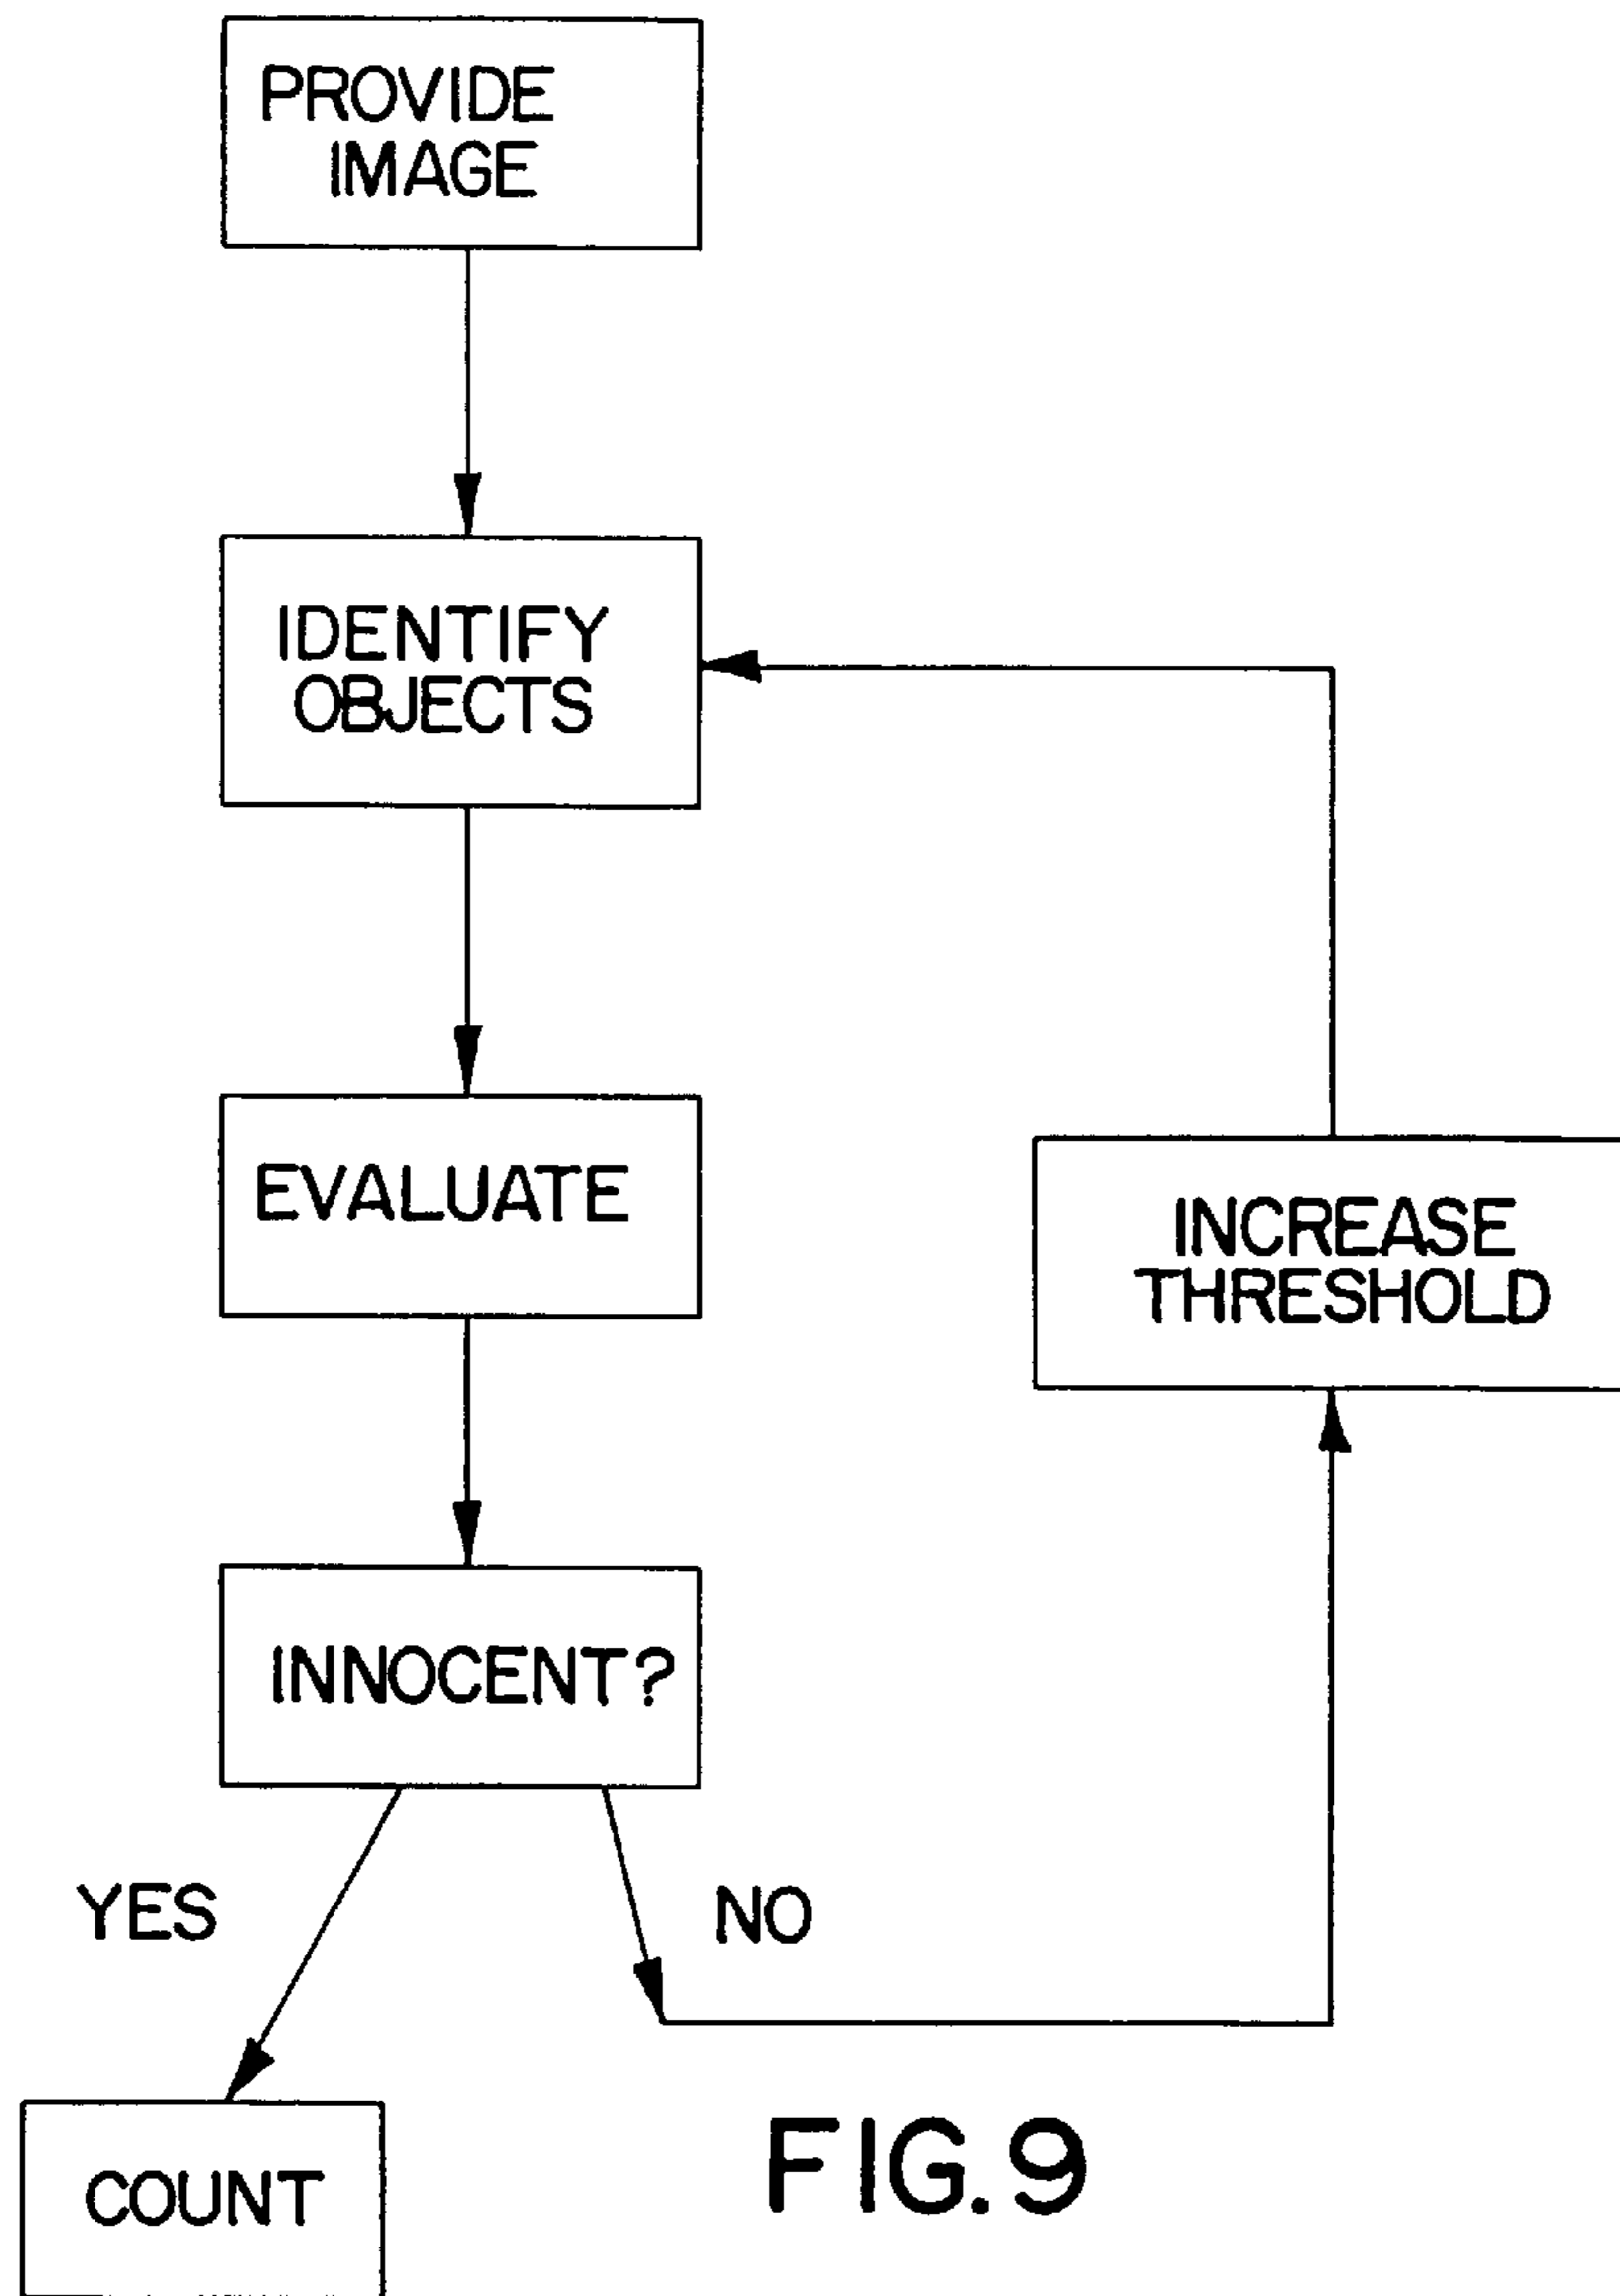 PROVIDE
IMAGE
IDENTIFY
OBJECTS
EVALUATE
INCREASE
THRESHOLD
INNOCENT?
YES
NO
COUNT
FIG.9